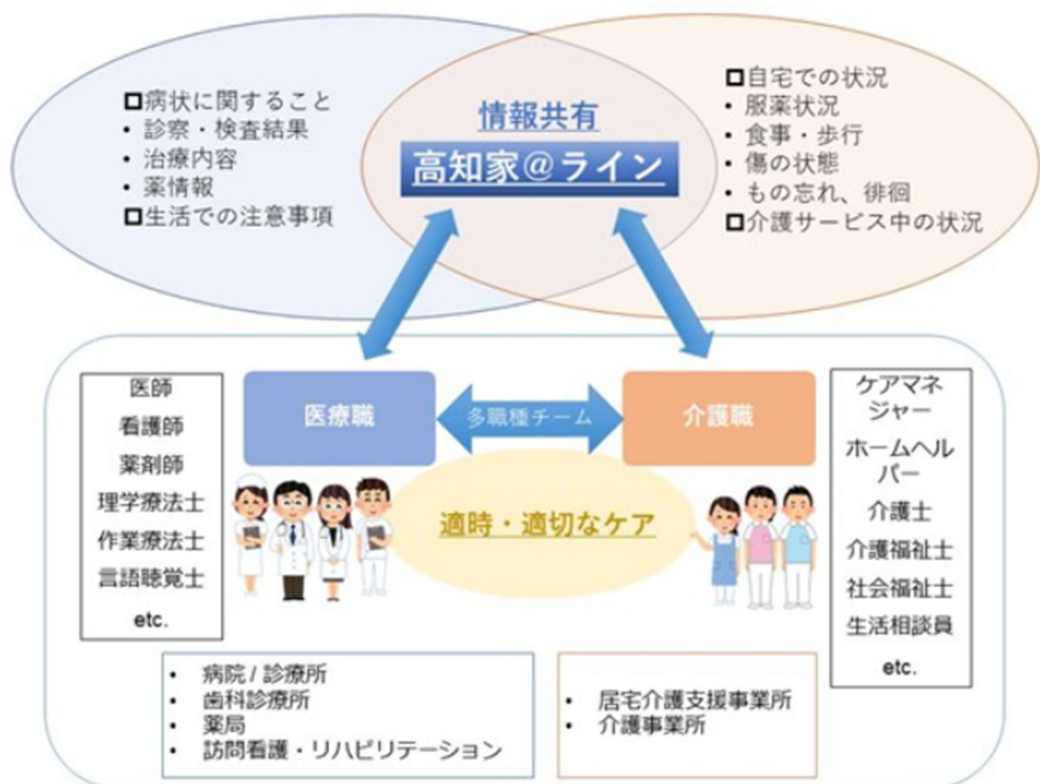 □病状に関すること
• 診察・検査結果
• 治療内容
• 薬情報
□生活での注意事項
情報共有
高知家@ライン
□自宅での状況
• 服薬状況
• 食事・歩行
• 傷の状態
• もの忘れ、徘徊
□介護サービス中の状況
医師
看護師
薬剤師
理学療法士
作業療法士
言語聴覚士
etc.
医療職
多職種チーム
介護職
適時・適切なケア
ケアマネ
ジャー
ホームヘル
パー
介護士
介護福祉士
社会福祉士
生活相談員
etc.
• 病院 / 診療所
• 歯科診療所
• 薬局
• 訪問看護・リハビリテーション
• 居宅介護支援事業所
• 介護事業所